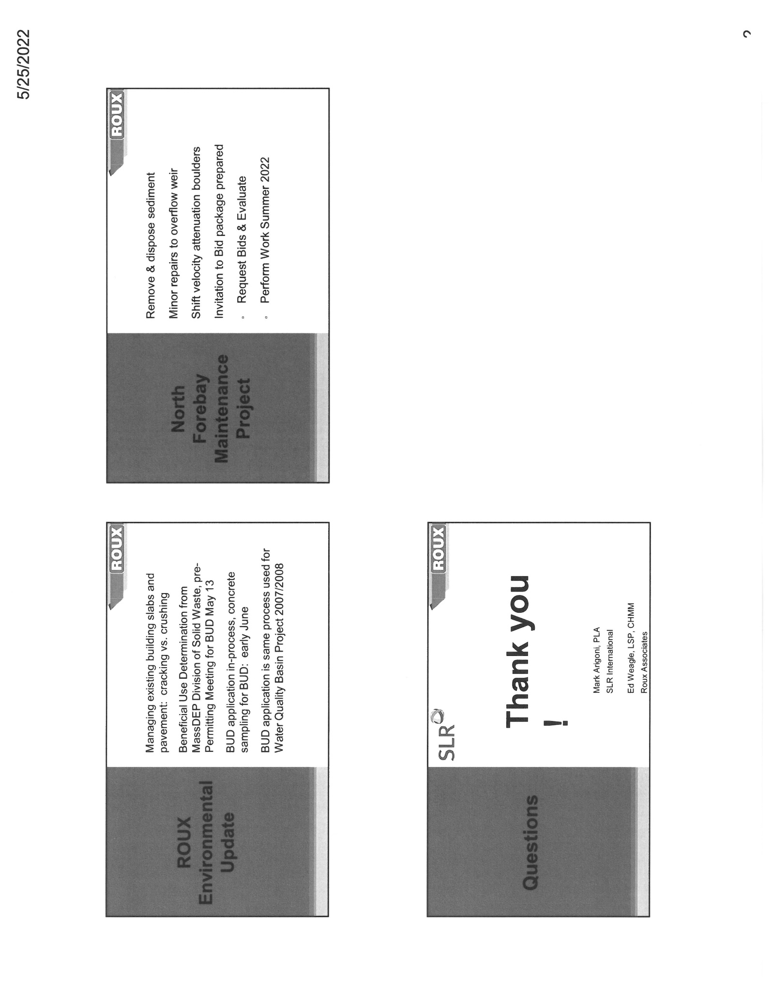 5/25/2022
ROUX
Environmental
Update
ROUX
Managing existing building slabs and
pavement: cracking vs. crushing
Beneficial Use Determination from
MassDEP Division of Solid Waste, pre-
Permitting Meeting for BUD May 13
BUD application in-process, concrete
sampling for BUD: early June
BUD application is same process used for
Water Quality Basin Project 2007/2008
North
Forebay
Maintenance
Project
ROUX
Remove & dispose sediment
Minor repairs to overflow weir
Shift velocity attenuation boulders
Invitation to Bid package prepared
▫ Request Bids & Evaluate
▫ Perform Work Summer 2022
Questions
SLR
ROUX
Thank you
!
Mark Arigoni, PLA
SLR International
Ed Weagle, LSP, CHMM
Roux Associates